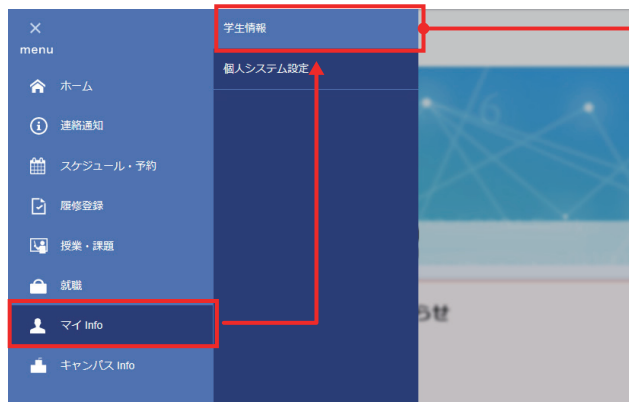 menu
ホーム
連絡通知
スケジュール・予約
履修登録
授業・課題
就職
マイ Info
キャンパス Info
学生情報
個人システム設定
らせ